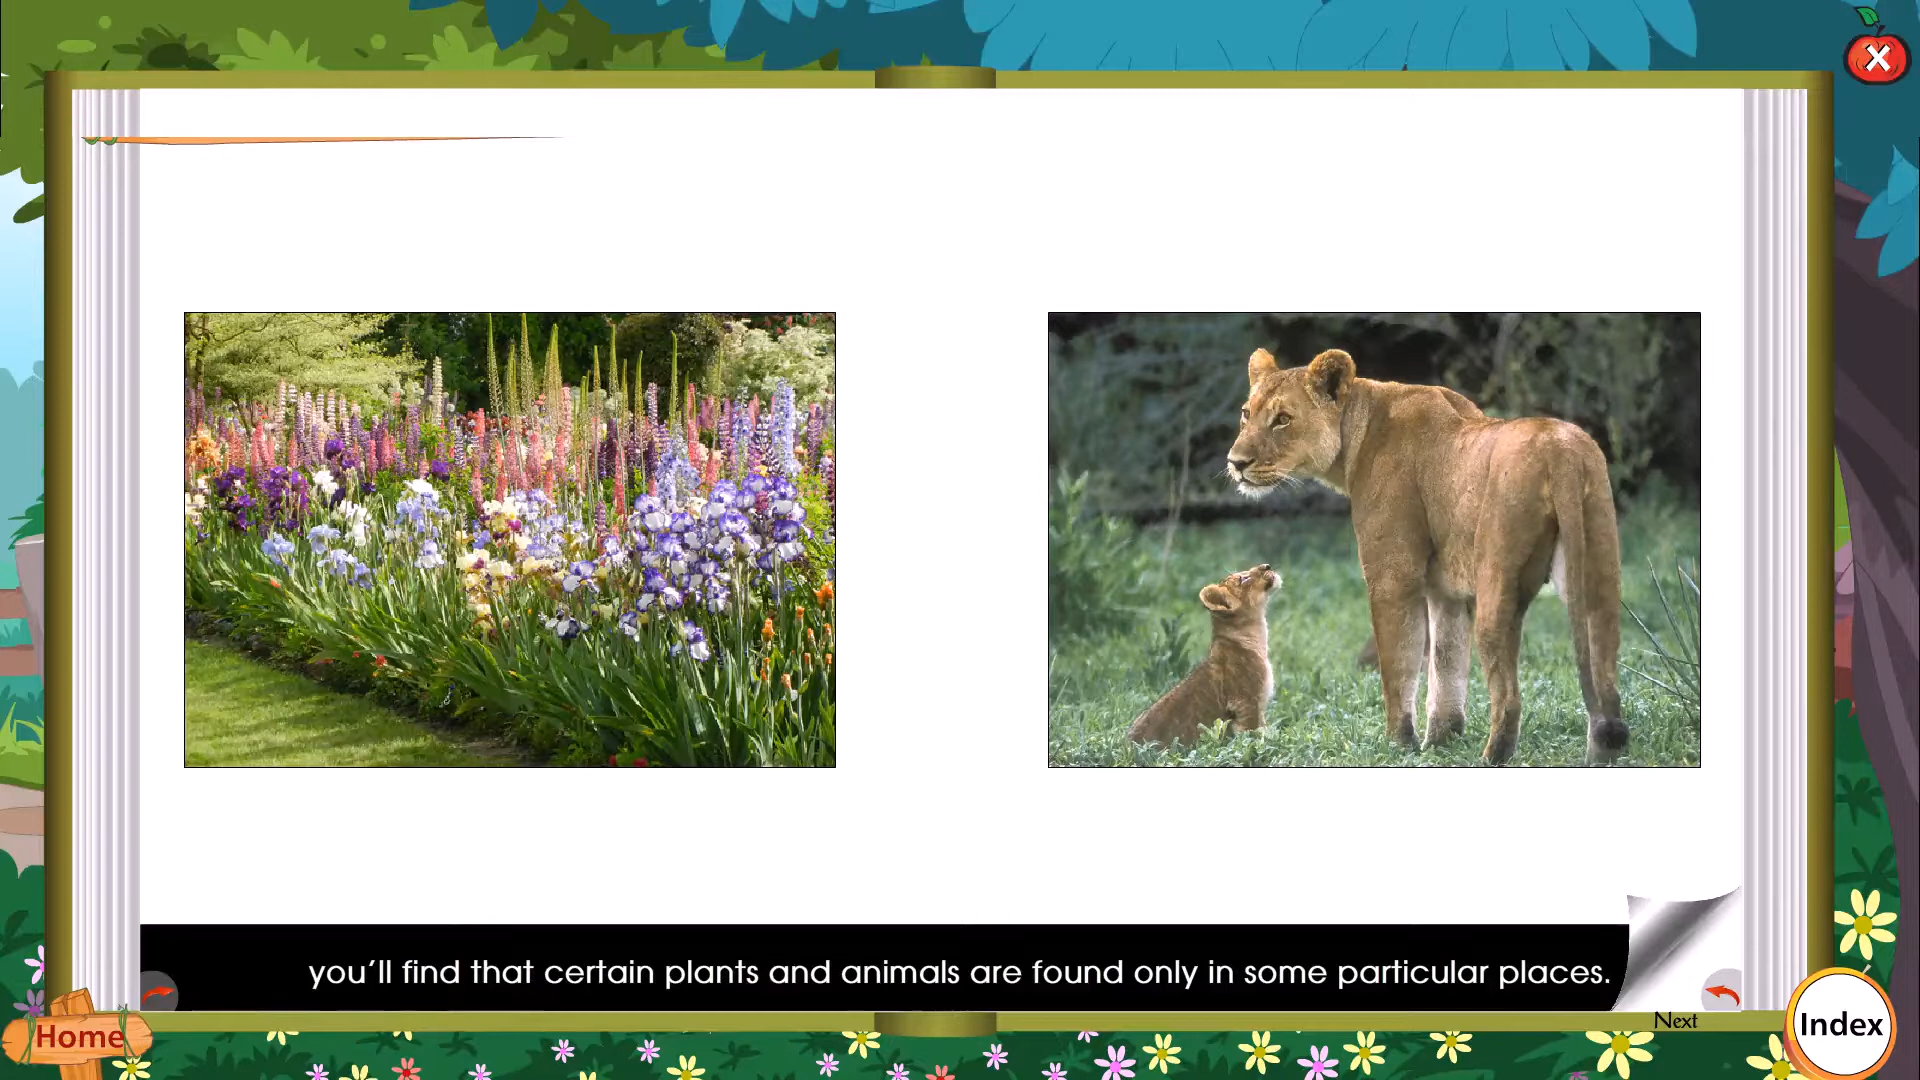 you'll find that certain plants and animals are found only in some particular places.
Next
Home
Index